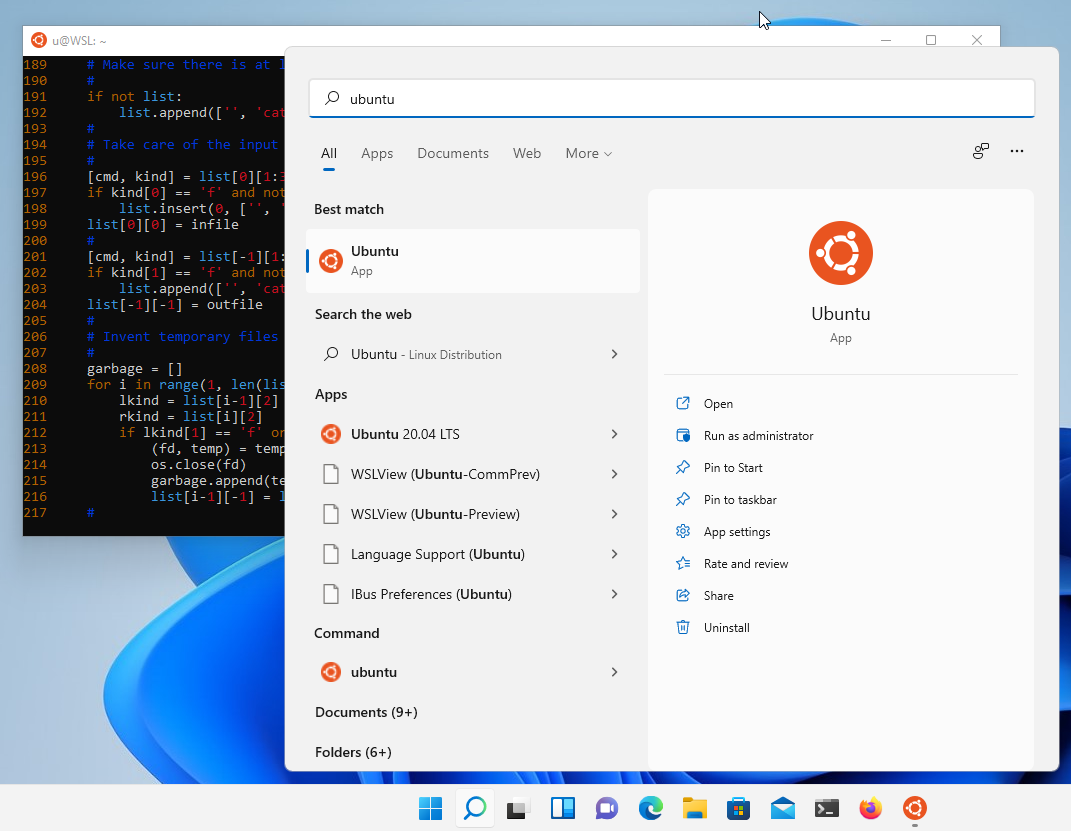 u@WSL: ~
189 # Make sure there is at l
190 #
191 if not list:
192 list.append(['', 'cat
193 #
194 # Take care of the input
195 #
196 [cmd, kind] = list[0][1:3
197 if kind[0] == 'f' and not
198 list.insert(0, ['', '
199 list[0][0] = infile
200 #
201 [cmd, kind] = list[-1][1:
202 if kind[1] == 'f' and not
203 list.append(['', 'cat
204 list[-1][-1] = outfile
205 #
206 # Invent temporary files
207 #
208 garbage = []
209 for i in range(1, len(lis
210 lkind = list[i-1][2]
211 rkind = list[i][2]
212 if lkind[1] == 'f' or
213 (fd, temp) = temp
214 os.close(fd)
215 garbage.append(te
216 list[i-1][-1] = l
217 #
ubuntu
All Apps Documents Web More
Best match
Ubuntu
App
Search the web
Ubuntu - Linux Distribution
Apps
Ubuntu 20.04 LTS
WSLView (Ubuntu-CommPrev)
WSLView (Ubuntu-Preview)
Language Support (Ubuntu)
IBus Preferences (Ubuntu)
Command
ubuntu
Documents (9+)
Folders (6+)
Ubuntu
App
Open
Run as administrator
Pin to Start
Pin to taskbar
App settings
Rate and review
Share
Uninstall